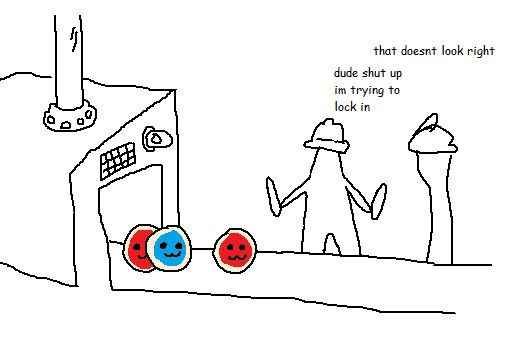 that doesnt look right
dude shut up
im trying to
lock in